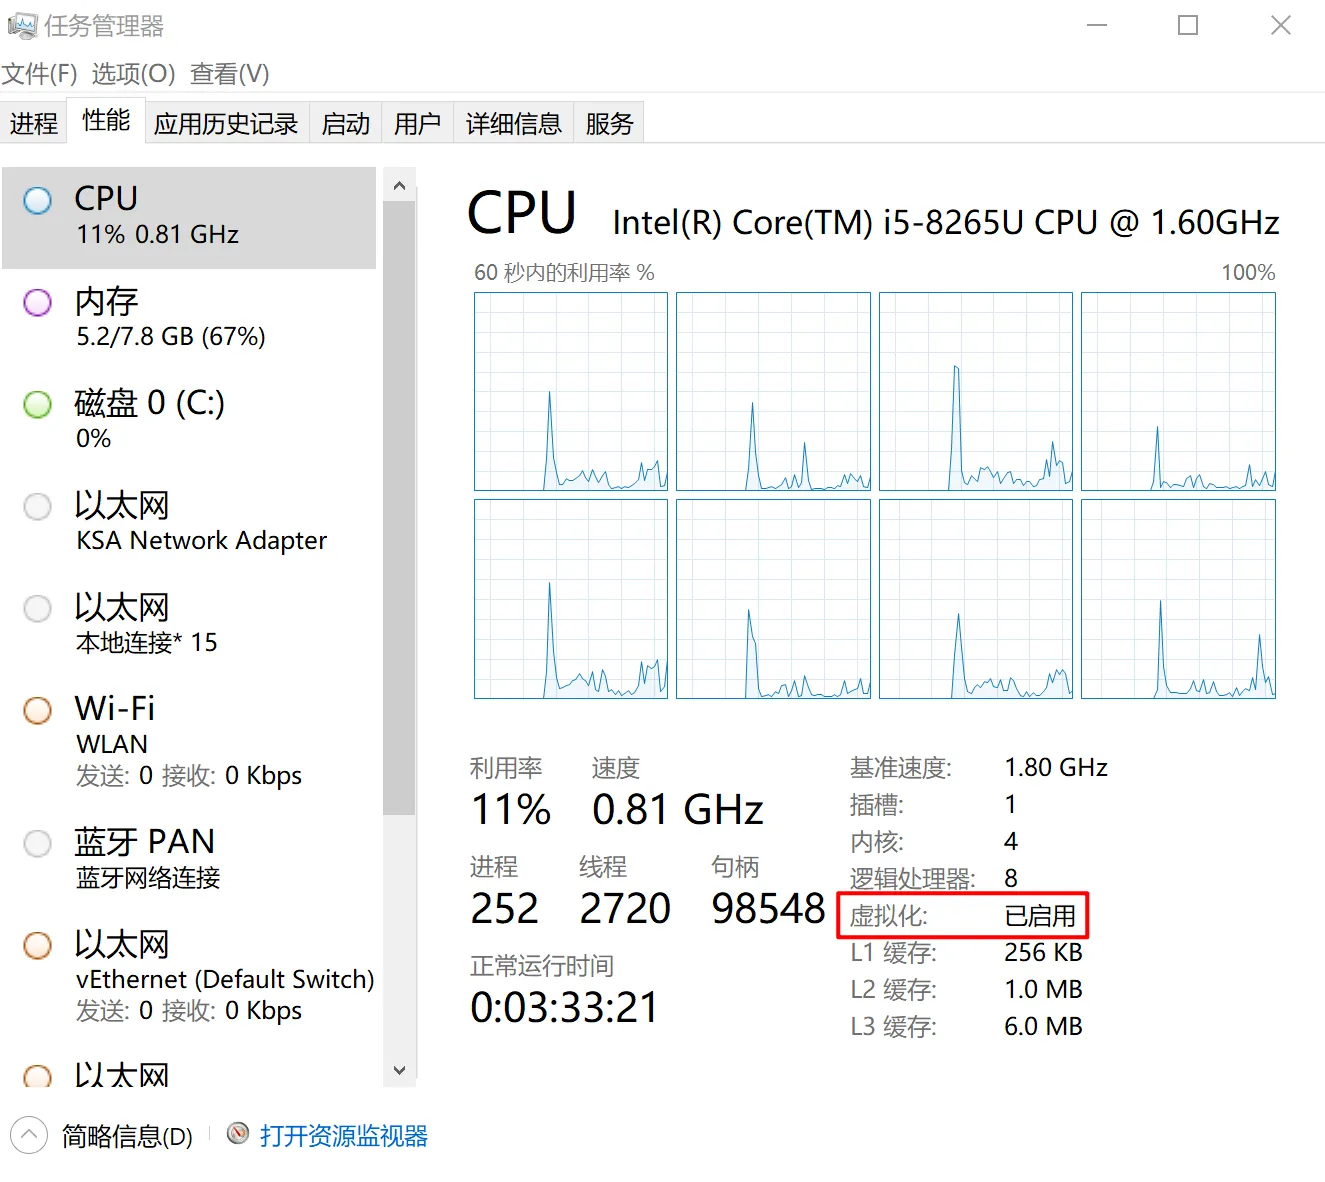 任务管理器
文件(F) 选项(O) 查看(V)
进程 性能 应用历史记录 启动 用户 详细信息 服务
CPU
11% 0.81 GHz
内存
5.2/7.8 GB (67%)
磁盘 0 (C:)
0%
以太网
KSA Network Adapter
以太网
本地连接* 15
Wi-Fi
WLAN
发送: 0 接收: 0 Kbps
蓝牙 PAN
蓝牙网络连接
以太网
vEthernet (Default Switch)
发送: 0 接收: 0 Kbps
以太网
CPU Intel(R) Core(TM) i5-8265U CPU @ 1.60GHz
60 秒内的利用率 % 100%
利用率 速度
11% 0.81 GHz
进程 线程 句柄
252 2720 98548
正常运行时间
0:03:33:21
基准速度: 1.80 GHz
插槽: 1
内核: 4
逻辑处理器: 8
虚拟化: 已启用
L1 缓存: 256 KB
L2 缓存: 1.0 MB
L3 缓存: 6.0 MB
简略信息(D) 打开资源监视器